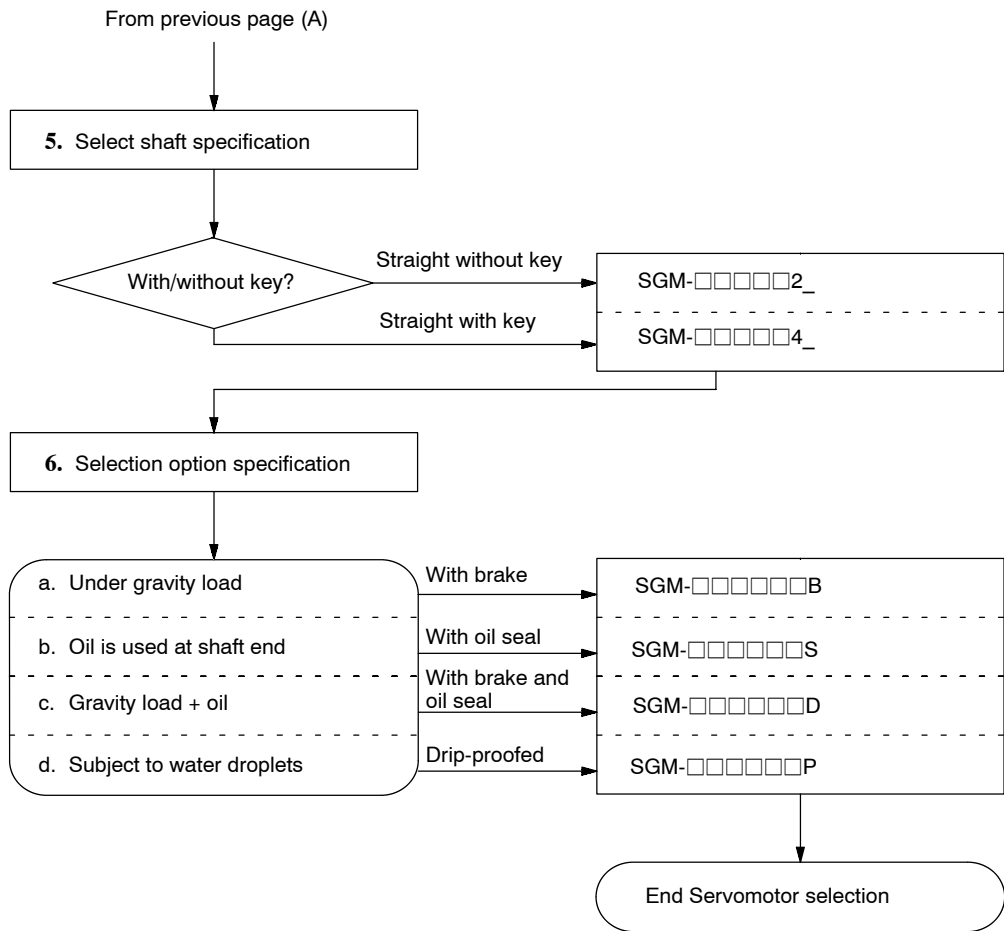 From previous page (A)
5. Select shaft specification
With/without key?
Straight without key
SGM-□□□□□2_
Straight with key
SGM-□□□□□4_
6. Selection option specification
a. Under gravity load
With brake
SGM-□□□□□□B
b. Oil is used at shaft end
With oil seal
SGM-□□□□□□S
c. Gravity load + oil
With brake and
oil seal
SGM-□□□□□□D
d. Subject to water droplets
Drip-proofed
SGM-□□□□□□P
End Servomotor selection